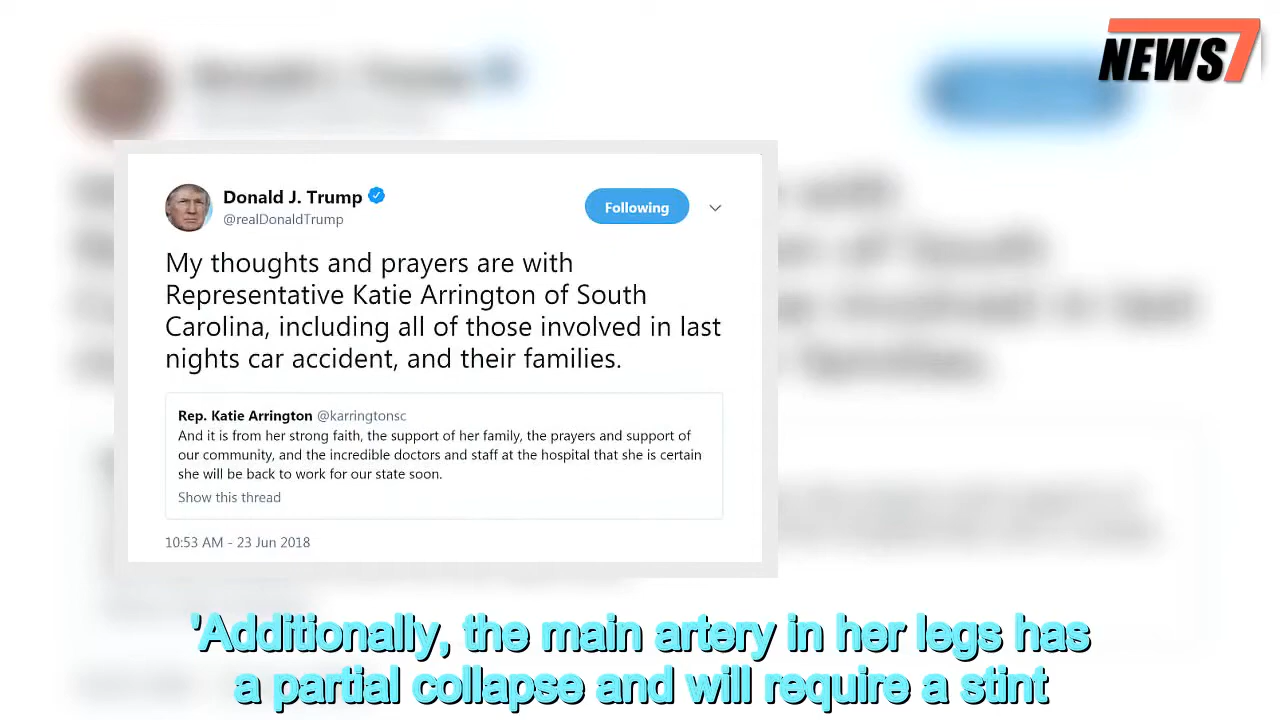 NEWS7
Donald J. Trump
@realDonaldTrump
Following
My thoughts and prayers are with
Representative Katie Arrington of South
Carolina, including all of those involved in last
nights car accident, and their families.
Rep. Katie Arrington @karringtonsc
And it is from her strong faith, the support of her family, the prayers and support of
our community, and the incredible doctors and staff at the hospital that she is certain
she will be back to work for our state soon.
Show this thread
10:53 AM - 23 Jun 2018
'Additionally, the main artery in her legs has
a partial collapse and will require a stint